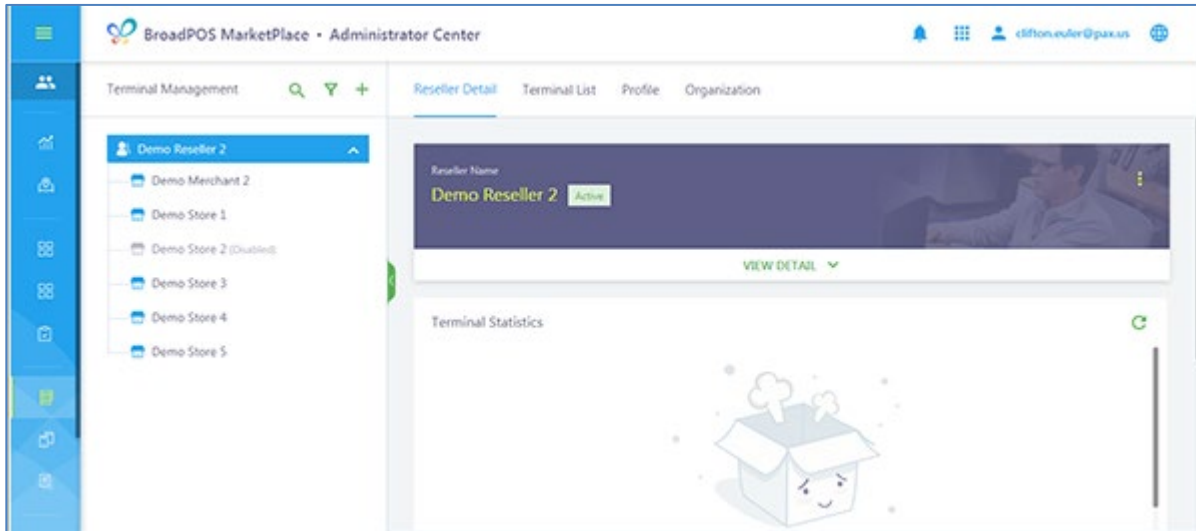 BroadPOS MarketPlace • Administrator Center
clifton.euler@pax.us
Terminal Management
Reseller Detail
Terminal List
Profile
Organization
Demo Reseller 2
Demo Merchant 2
Demo Store 1
Demo Store 2 (Disabled)
Demo Store 3
Demo Store 4
Demo Store 5
Reseller Name
Demo Reseller 2
Active
VIEW DETAIL
Terminal Statistics